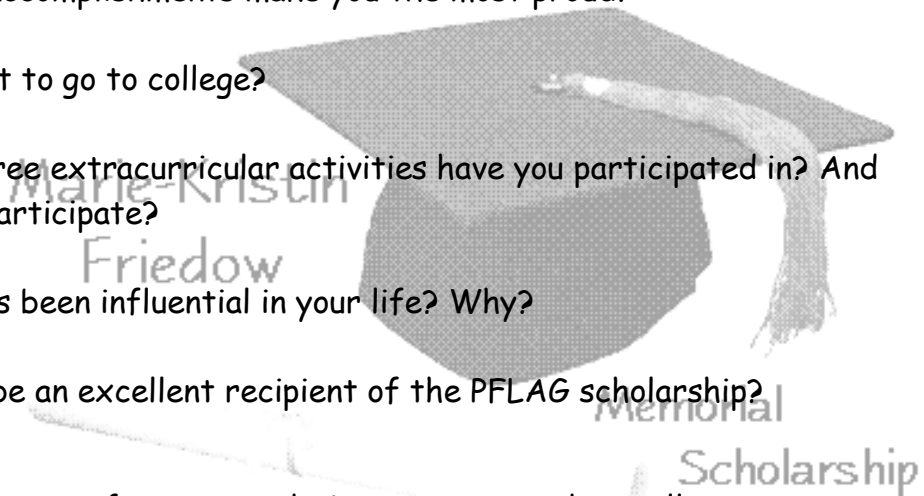 make you the most proud?
t to go to college?
ree extracurricular activities have you participated in? And
articipate?
Marie-Kristin
Friedow
s been influential in your life? Why?
be an excellent recipient of the PFLAG scholarship?
Memorial
Scholarship